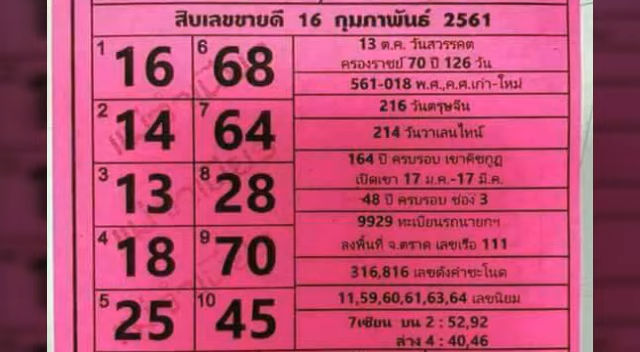 สิบเลขขายดี 16 กุมภาพันธ์ 2561
1 16 6 68
2 14 7 64
3 13 8 28
4 18 9 70
5 25 10 45
13 ต.ค. วันสวรรคต
ครองราชย์ 70 ปี 126 วัน
561-018 พ.ศ.,ค.ศ.เก่า-ใหม่
216 วันตรุษจีน
214 วันวาเลนไทน์
164 ปี ครบรอบ เขาคิชกูฏ
เปิดเขา 17 ม.ค.-17 มี.ค.
48 ปี ครบรอบ ช่อง 3
9929 ทะเบียนรถนายกฯ
ลงพื้นที่ จ.ตราด เลขเรือ 111
316,816 เลขดังคำชะโนด
11,59,60,61,63,64 เลขนิยม
7เซียน บน 2 : 52,92
ล่าง 4 : 40,46